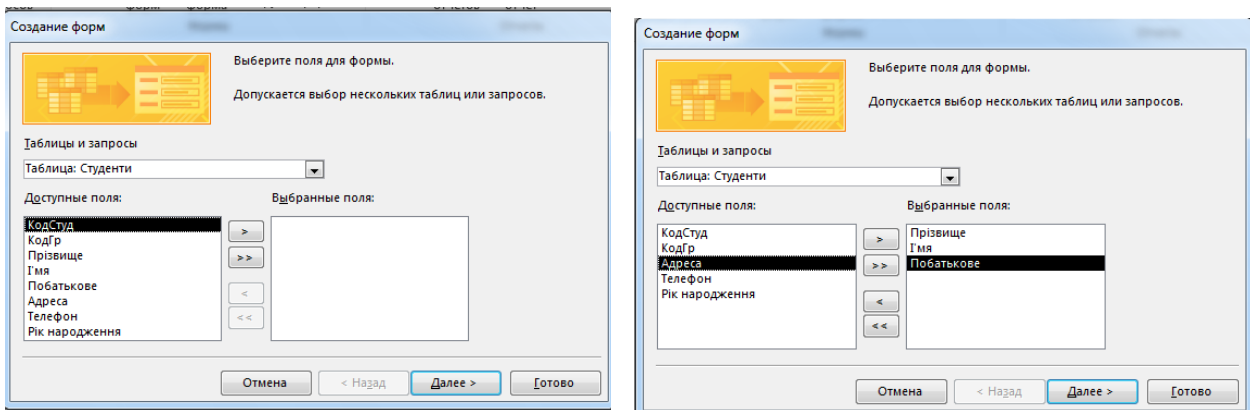 Создание форм
Выберите поля для формы.
Допускается выбор нескольких таблиц или запросов.
Таблицы и запросы
Таблица: Студенти
Доступные поля:
Выбранные поля:
КодСтуд
КодГр
Прізвище
І'мя
Побатькове
Адреса
Телефон
Рік народження
>
>>
<
<<
Отмена
< Назад
Далее >
Готово
Создание форм
Выберите поля для формы.
Допускается выбор нескольких таблиц или запросов.
Таблицы и запросы
Таблица: Студенти
Доступные поля:
Выбранные поля:
КодСтуд
КодГр
Адреса
Телефон
Рік народження
>
>>
<
<<
Прізвище
І'мя
Побатькове
Отмена
< Назад
Далее >
Готово